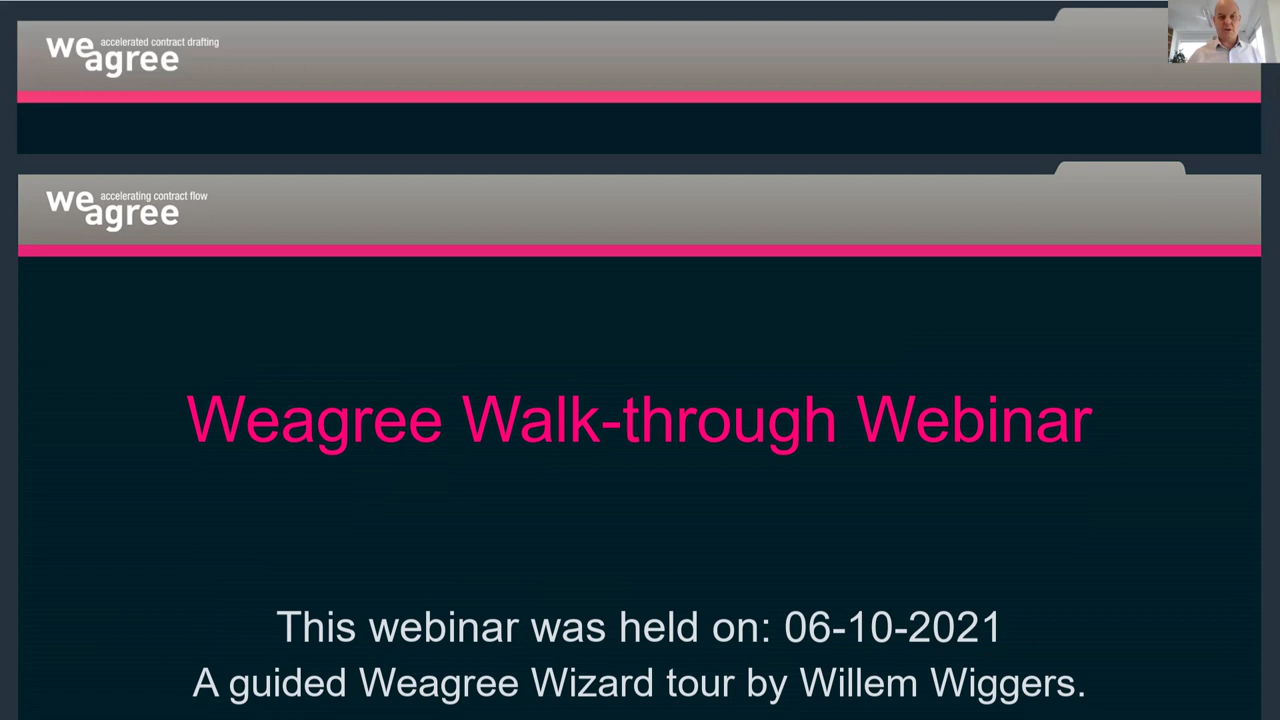 we accelerated contract drafting
agree
we accelerating contract flow
agree
Weagree Walk-through Webinar
This webinar was held on: 06-10-2021
A guided Weagree Wizard tour by Willem Wiggers.